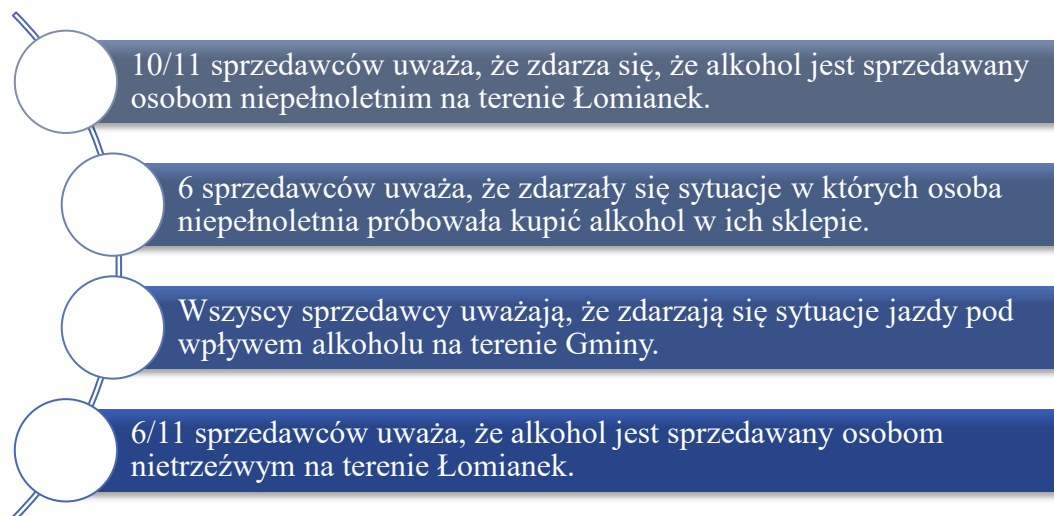 10/11 sprzedawców uważa, że zdarza się, że alkohol jest sprzedawany
osobom niepełnoletnim na terenie Łomianek.
6 sprzedawców uważa, że zdarzały się sytuacje w których osoba
niepełnoletnia próbowała kupić alkohol w ich sklepie.
Wszyscy sprzedawcy uważają, że zdarzają się sytuacje jazdy pod
wpływem alkoholu na terenie Gminy.
6/11 sprzedawców uważa, że alkohol jest sprzedawany osobom
nietrzeźwym na terenie Łomianek.